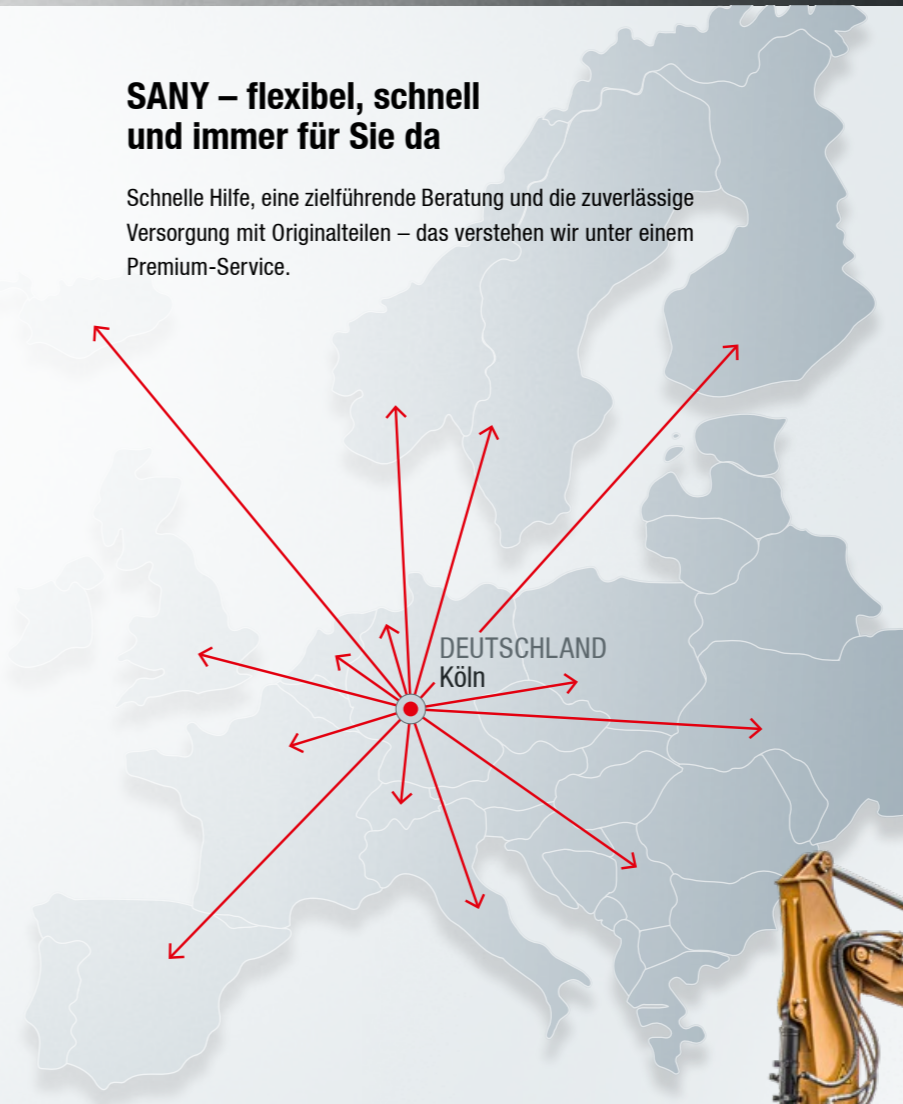 SANY – flexibel, schnell
und immer für Sie da
Schnelle Hilfe, eine zielführende Beratung und die zuverlässige
Versorgung mit Originalteilen – das verstehen wir unter einem
Premium-Service.
DEUTSCHLAND
Köln